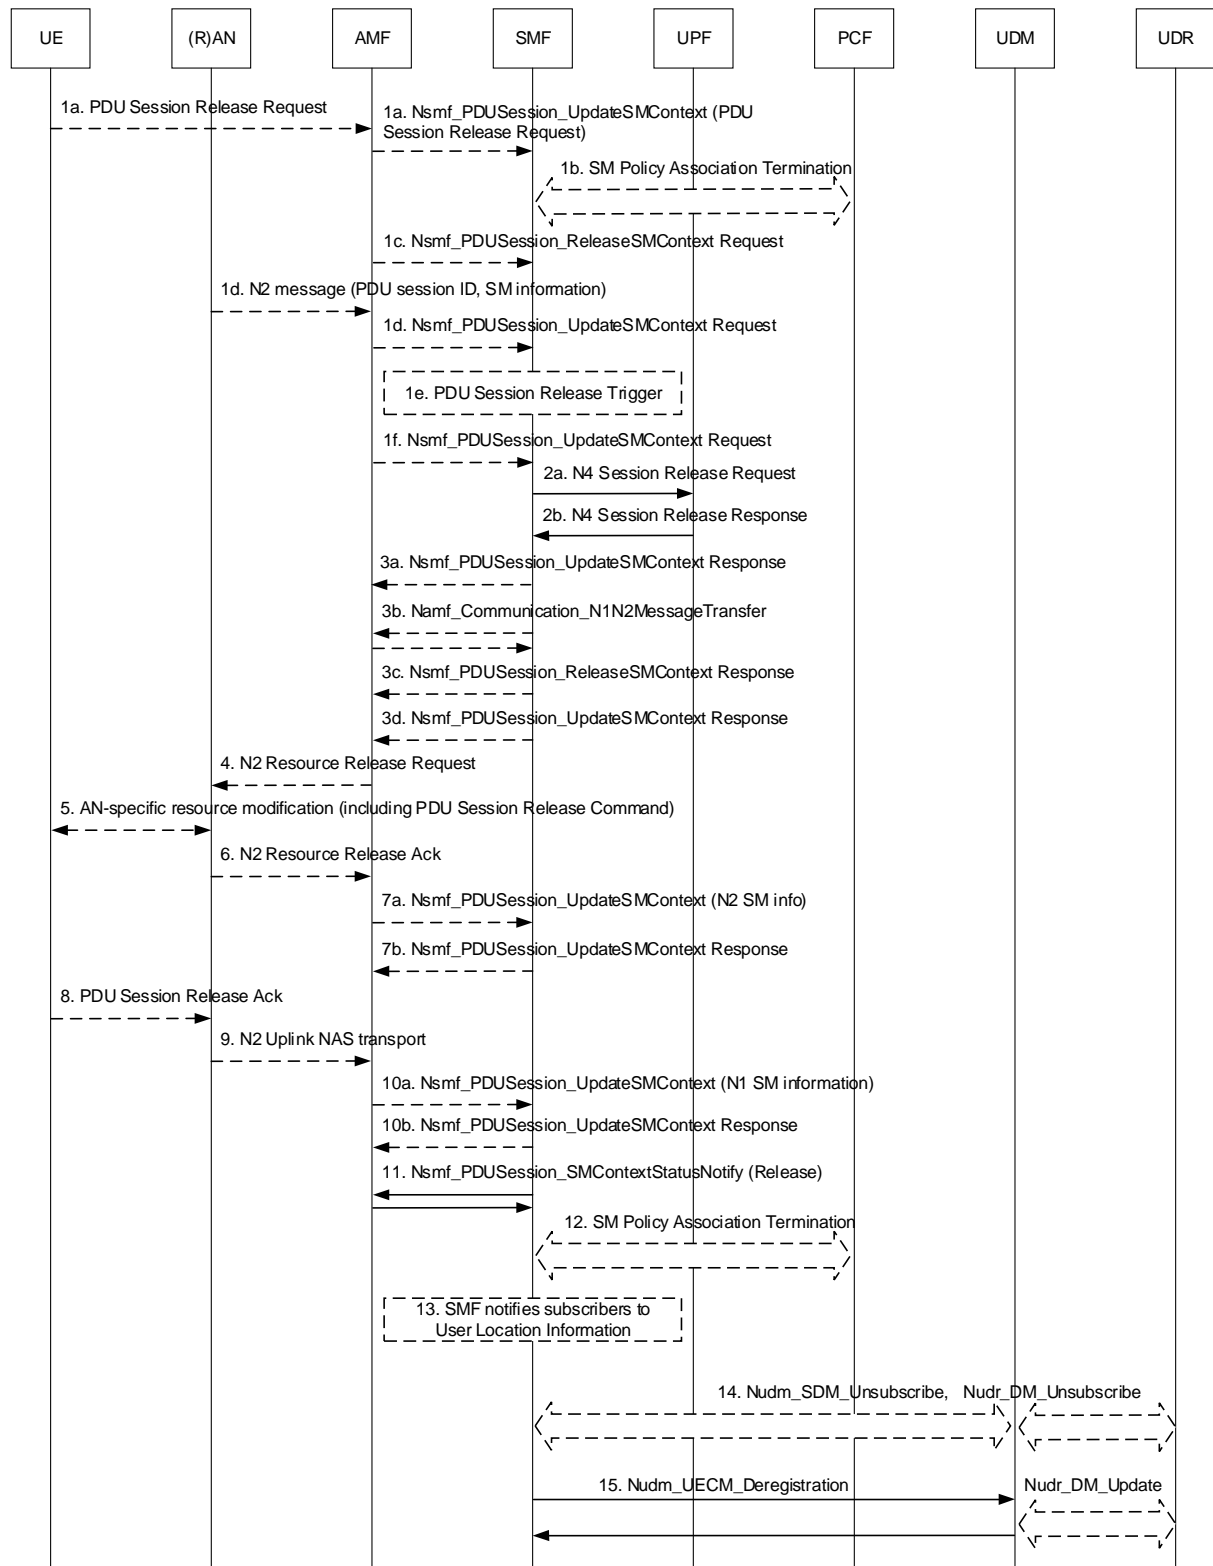 UE
(R)AN
AMF
SMF
UPF
PCF
UDM
UDR
1a. PDU Session Release Request
1a. Nsmf_PDUSession_UpdateSMContext (PDU
Session Release Request)
1b. SM Policy Association Termination
1c. Nsmf_PDUSession_ReleaseSMContext Request
1d. N2 message (PDU session ID, SM information)
1d. Nsmf_PDUSession_UpdateSMContext Request
1e. PDU Session Release Trigger
1f. Nsmf_PDUSession_UpdateSMContext Request
2a. N4 Session Release Request
2b. N4 Session Release Response
3a. Nsmf_PDUSession_UpdateSMContext Response
3b. Namf_Communication_N1N2MessageTransfer
3c. Nsmf_PDUSession_ReleaseSMContext Response
3d. Nsmf_PDUSession_UpdateSMContext Response
4. N2 Resource Release Request
5. AN-specific resource modification (including PDU Session Release Command)
6. N2 Resource Release Ack
7a. Nsmf_PDUSession_UpdateSMContext (N2 SM info)
7b. Nsmf_PDUSession_UpdateSMContext Response
8. PDU Session Release Ack
9. N2 Uplink NAS transport
10a. Nsmf_PDUSession_UpdateSMContext (N1 SM information)
10b. Nsmf_PDUSession_UpdateSMContext Response
11. Nsmf_PDUSession_SMContextStatusNotify (Release)
12. SM Policy Association Termination
13. SMF notifies subscribers to
User Location Information
14. Nudm_SDM_Unsubscribe, Nudr_DM_Unsubscribe
15. Nudm_UECM_Deregistration
Nudr_DM_Update